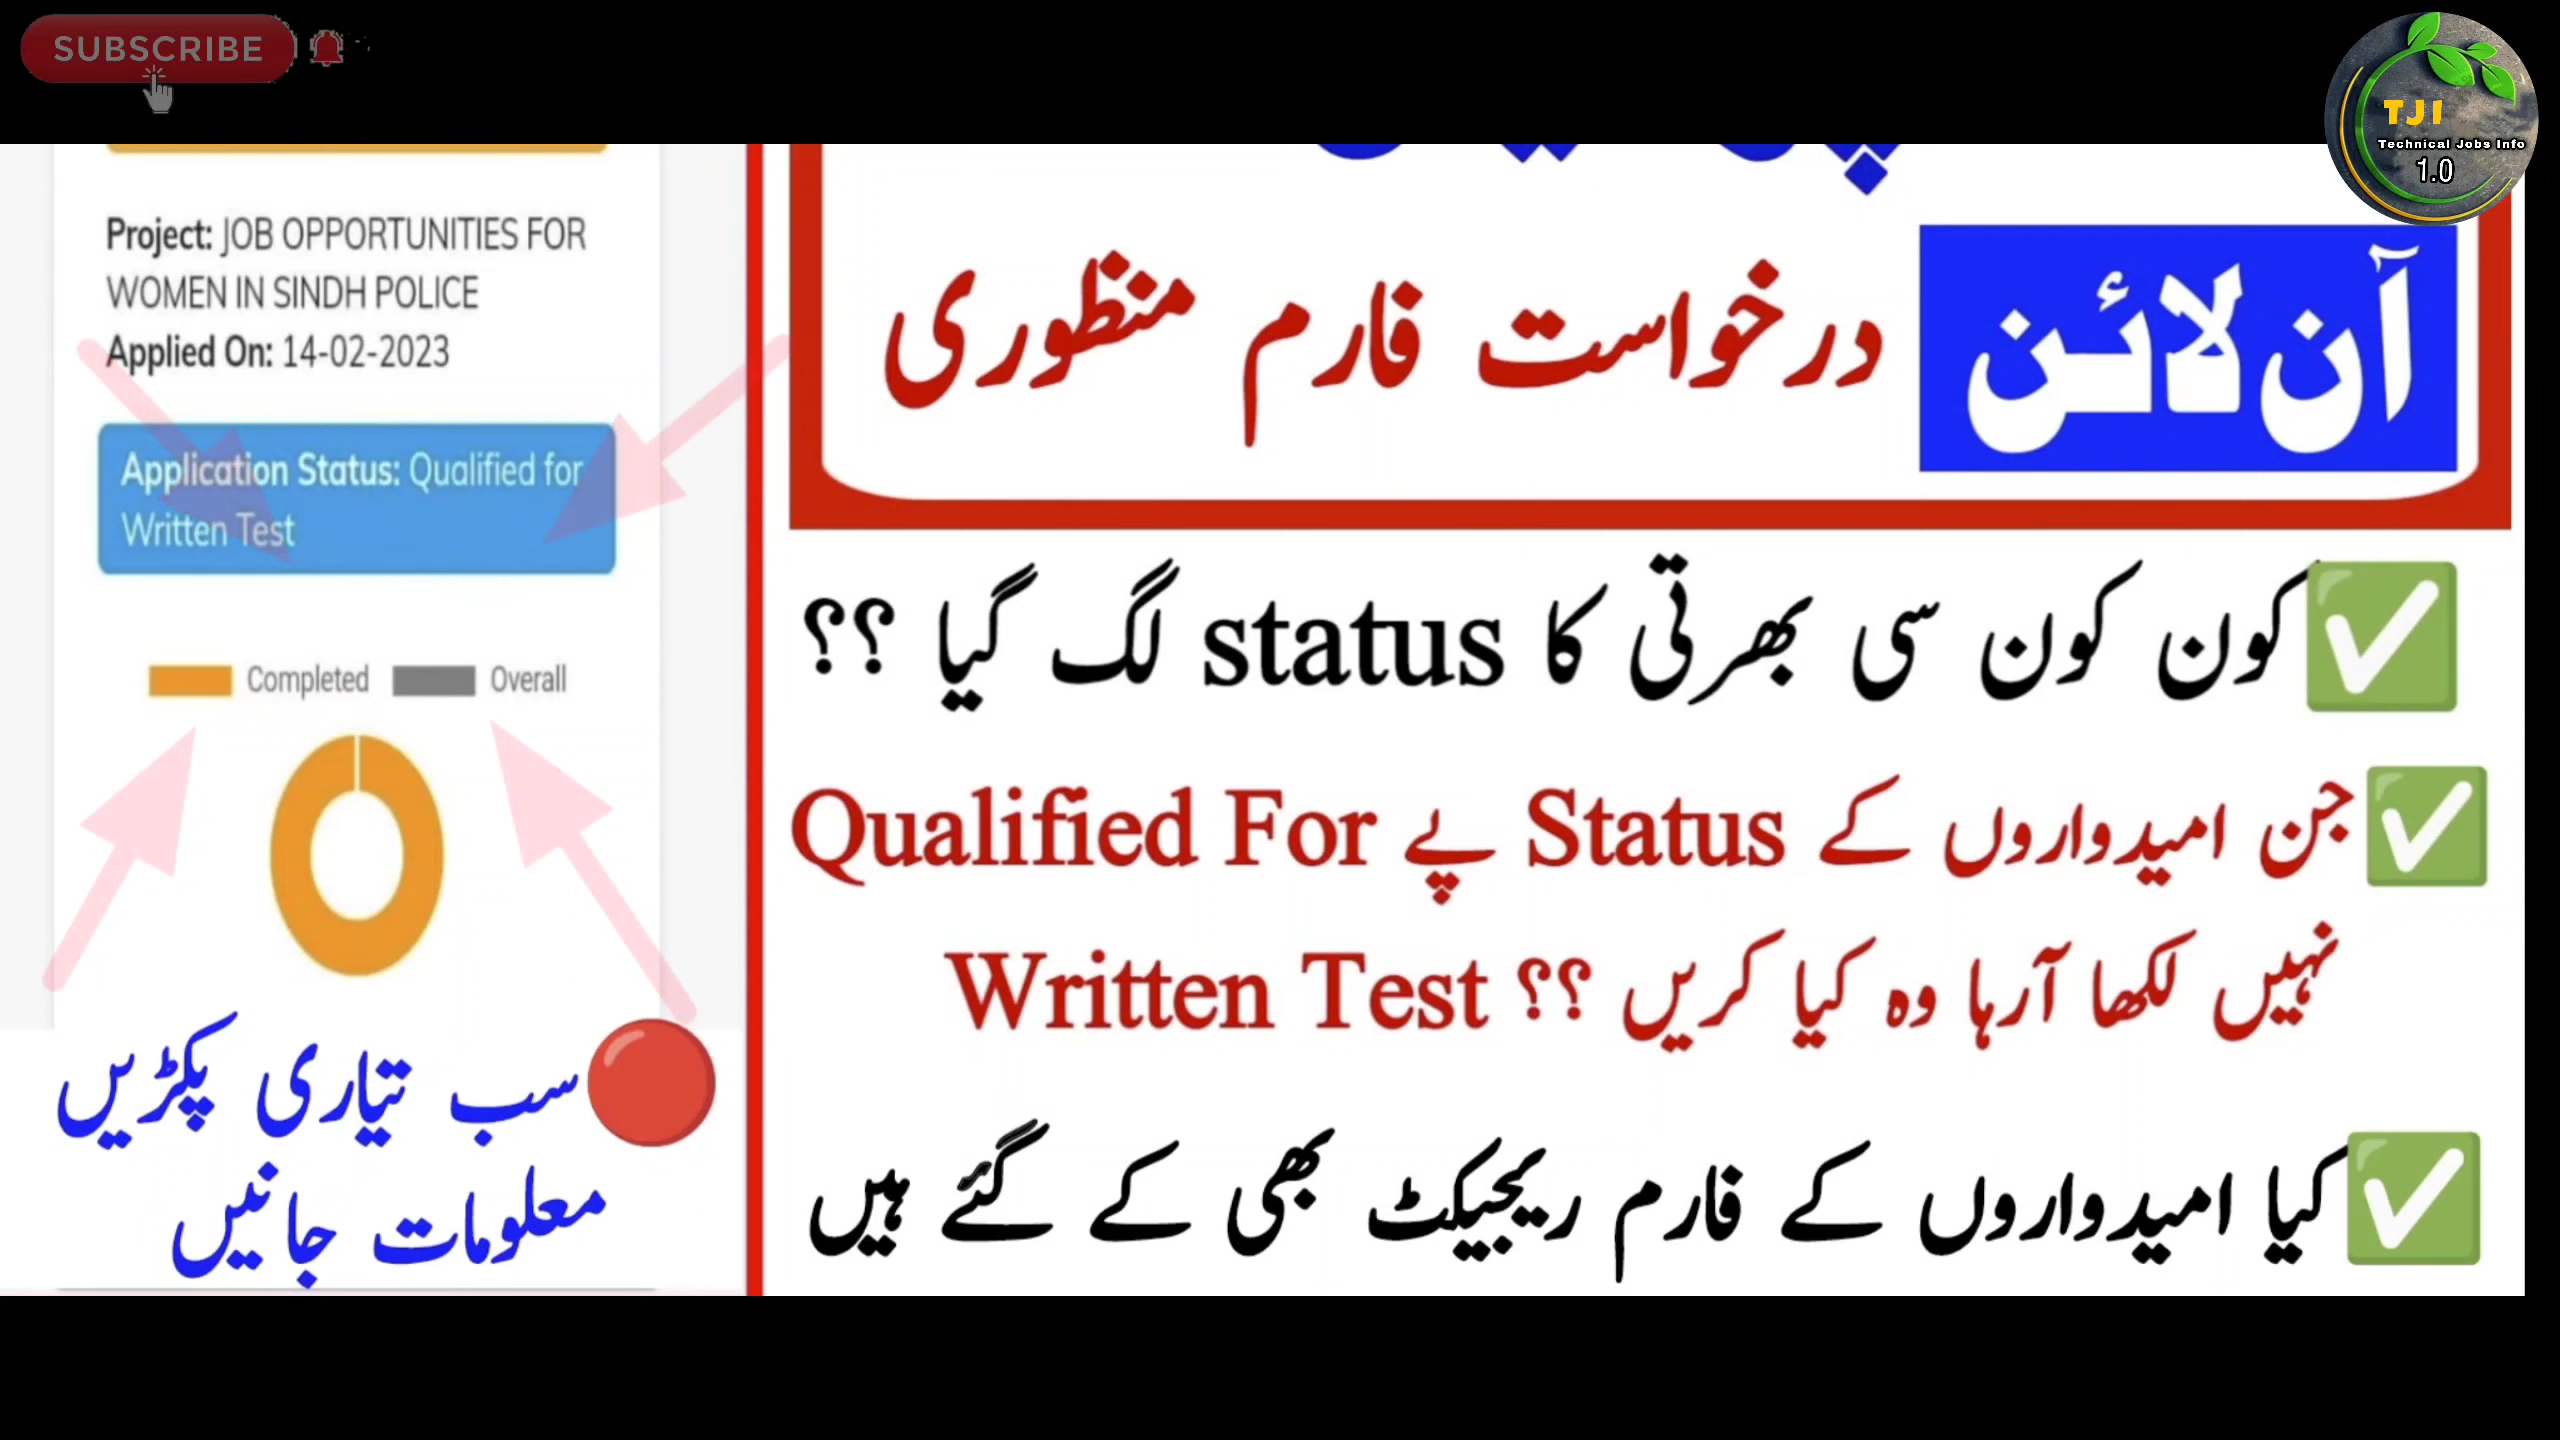 SUBSCRIBE
TJI
Technical Jobs Info
1.0
Project: JOB OPPORTUNITIES FOR
WOMEN IN SINDH POLICE
Applied On: 14-02-2023
Application Status: Qualified for
Written Test
Completed Overall
سب تیاری پکڑیں
معلومات جانیں
آن لائن درخواست فارم منظوری
کون کون سی بھرتی کا status لگ گیا ؟؟
جن امیدواروں کے Status پے Qualified For
Written Test نہیں لکھا آرہا وہ کیا کریں ؟؟
کیا امیدواروں کے فارم ریجیکٹ بھی کے گئے ہیں